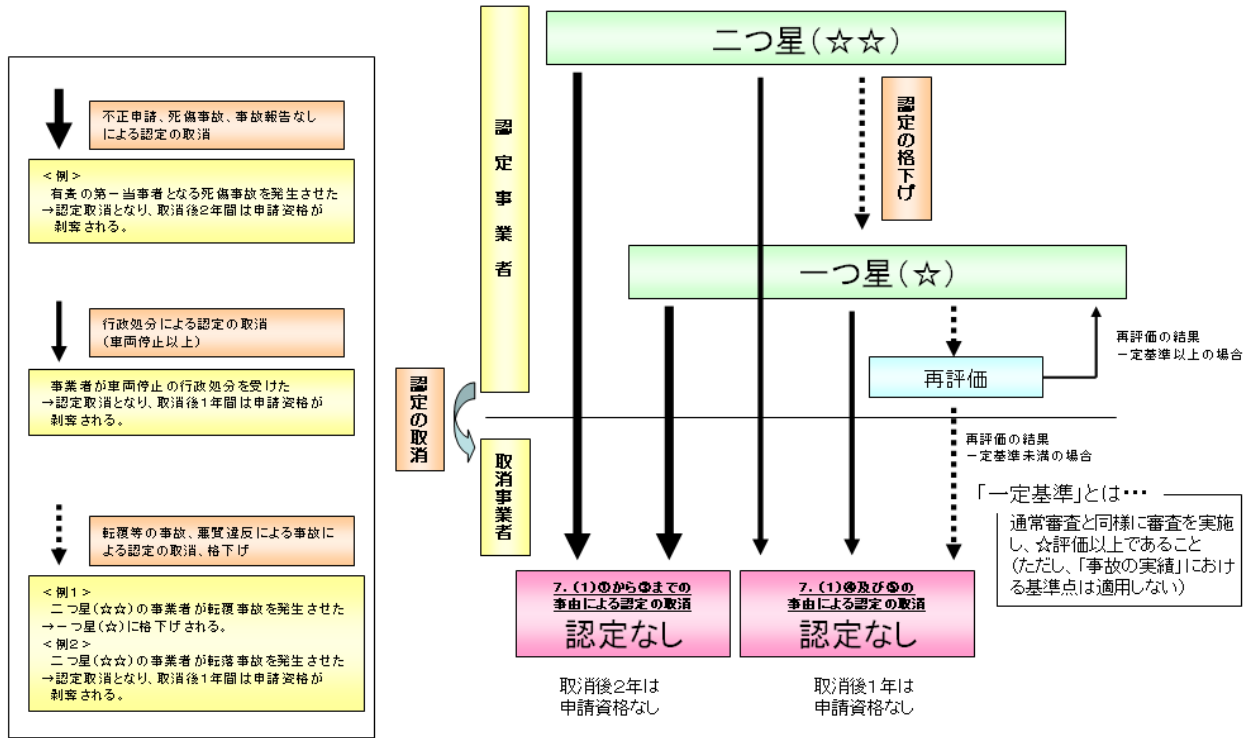 不正申請、死傷事故、事故報告なし
による認定の取消
<例>
有責の第一当事者となる死傷事故を発生させた
→認定取消となり、取消後2年間は申請資格が
剥奪される。
行政処分による認定の取消
(車両停止以上)
事業者が車両停止の行政処分を受けた
→認定取消となり、取消後1年間は申請資格が
剥奪される。
転覆等の事故、悪質違反による事故に
よる認定の取消、格下げ
<例1>
二つ星(☆☆)の事業者が転覆事故を発生させた
→一つ星(☆)に格下げされる。
<例2>
二つ星(☆☆)の事業者が転落事故を発生させた
→認定取消となり、取消後1年間は申請資格が
剥奪される。
認定の取消
認定事業者
取消事業者
二つ星(☆☆)
認定の格下げ
一つ星(☆)
再評価
再評価の結果
一定基準以上の場合
再評価の結果
一定基準未満の場合
「一定基準」とは…
通常審査と同様に審査を実施
し、☆評価以上であること
(ただし、「事故の実績」におけ
る基準点は適用しない)
7.(1)①から③までの
事由による認定の取消
認定なし
取消後2年は
申請資格なし
7.(1)④及び⑤の
事由による認定の取消
認定なし
取消後1年は
申請資格なし